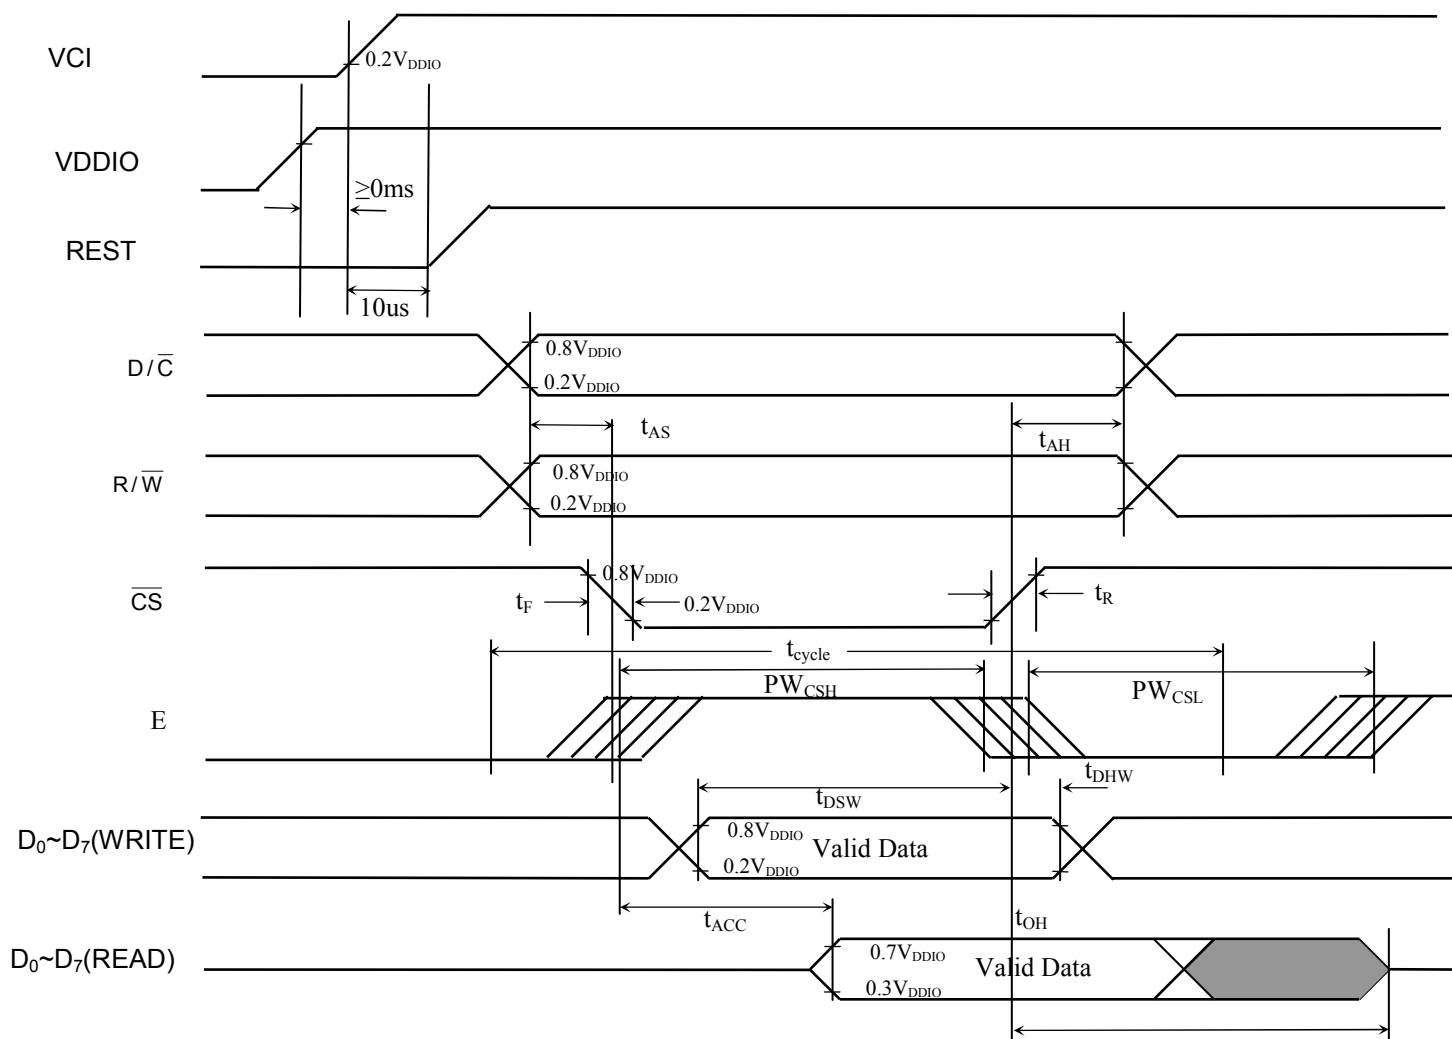 VCI
0.2VDDIO
VDDIO
≥0ms
REST
10us
D/C̅
0.8VDDIO
0.2VDDIO
tAS
tAH
R/W̅
0.8VDDIO
0.2VDDIO
C̅S̅
0.8VDDIO
tF
0.2VDDIO
tR
tcycle
PWCSH
PWCSL
E
tDHW
tDSW
D0~D7(WRITE)
0.8VDDIO
Valid Data
0.2VDDIO
tACC
tOH
D0~D7(READ)
0.7VDDIO
Valid Data
0.3VDDIO